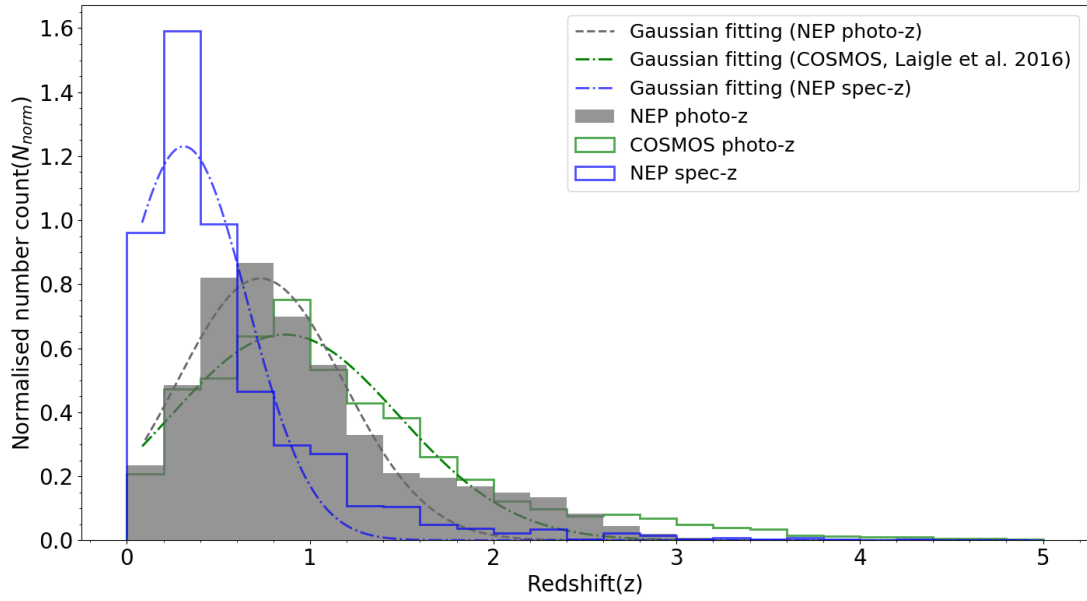 Normalised number count(N_norm)
1.6
1.4
1.2
1.0
0.8
0.6
0.4
0.2
0.0
Gaussian fitting (NEP photo-z)
Gaussian fitting (COSMOS, Laigle et al. 2016)
Gaussian fitting (NEP spec-z)
NEP photo-z
COSMOS photo-z
NEP spec-z
0 1 2 3 4 5
Redshift(z)